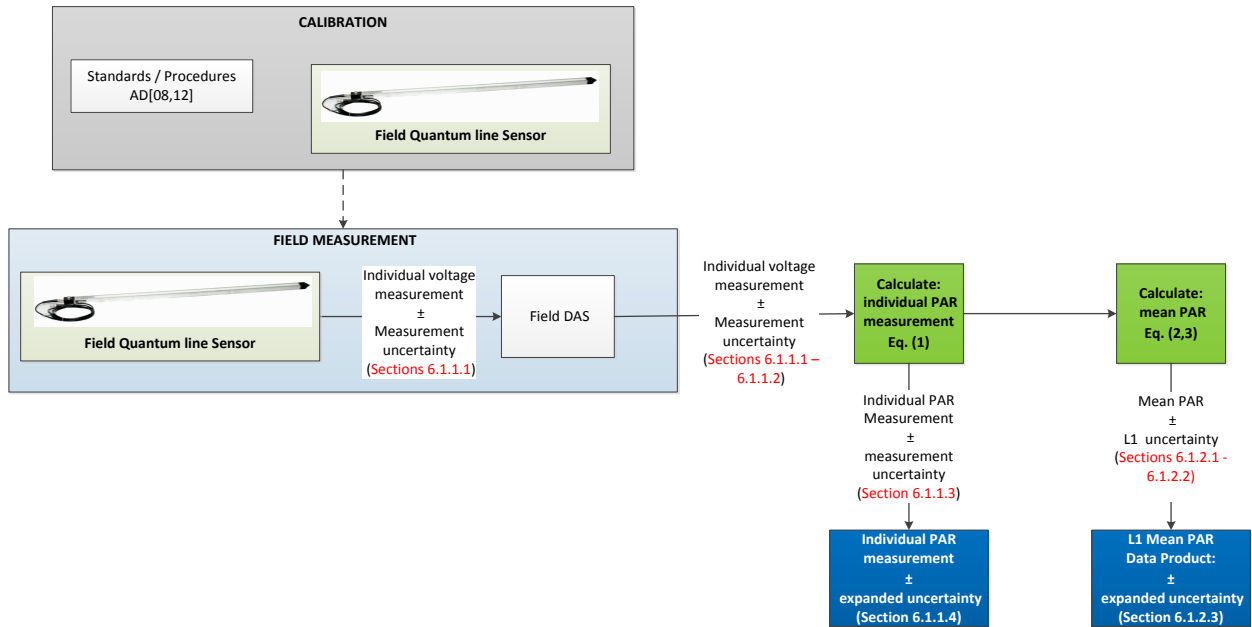 CALIBRATION
Standards / Procedures
AD[08,12]
Field Quantum line Sensor
FIELD MEASUREMENT
Field Quantum line Sensor
Individual voltage
measurement
±
Measurement
uncertainty
(Sections 6.1.1.1)
Field DAS
Individual voltage
measurement
±
Measurement
uncertainty
(Sections 6.1.1.1 –
6.1.1.2)
Calculate:
individual PAR
measurement
Eq. (1)
Calculate:
mean PAR
Eq. (2,3)
Individual PAR
Measurement
±
measurement
uncertainty
(Section 6.1.1.3)
Mean PAR
±
L1 uncertainty
(Sections 6.1.2.1 -
6.1.2.2)
Individual PAR
measurement
±
expanded uncertainty
(Section 6.1.1.4)
L1 Mean PAR
Data Product:
±
expanded uncertainty
(Section 6.1.2.3)